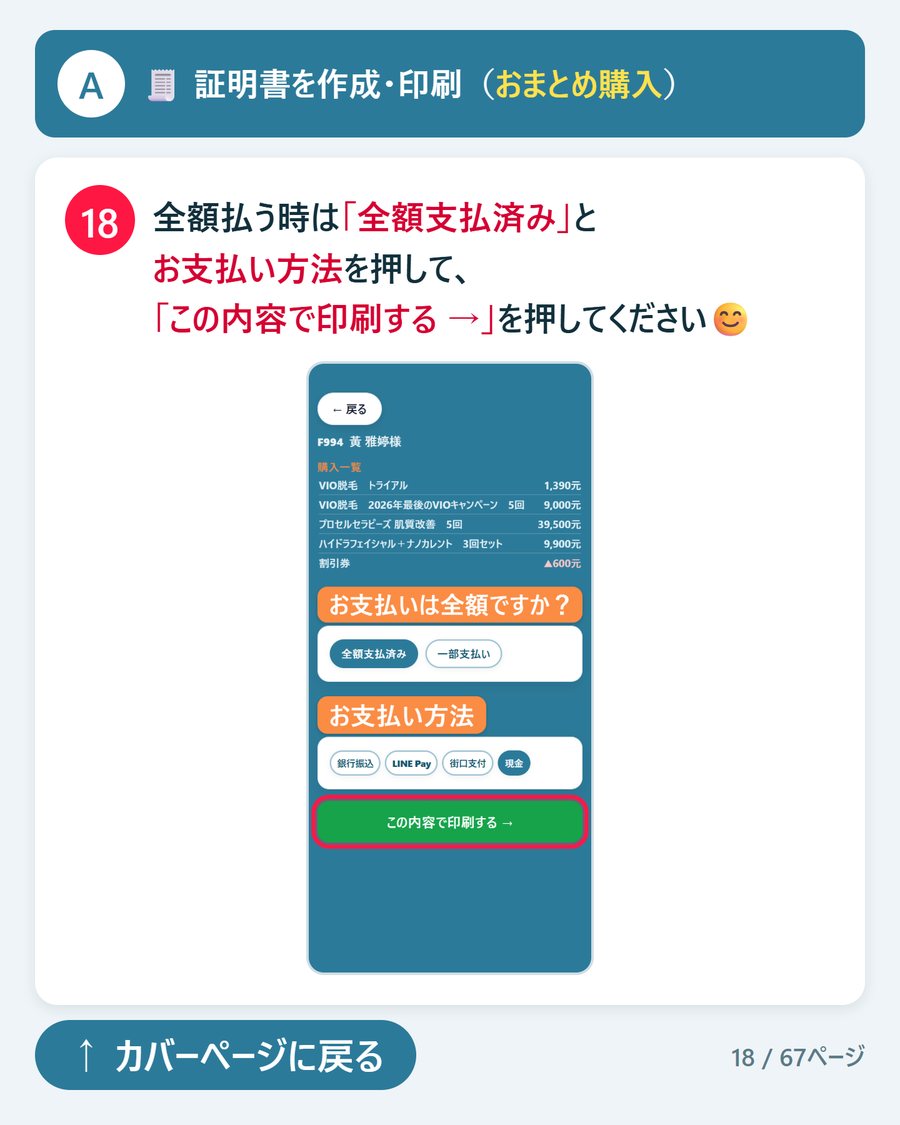 A 証明書を作成・印刷（おまとめ購入）
18 全額払う時は「全額支払済み」と
お支払い方法を押して、
「この内容で印刷する →」を押してください
← 戻る
F994 黃 雅婷様
購入一覧
VIO脱毛　トライアル 1,390元
VIO脱毛　2026年最後のVIOキャンペーン　5回 9,000元
プロセルセラピーズ 肌質改善　5回 39,500元
ハイドラフェイシャル＋ナノカレント　3回セット 9,900元
割引券 ▲600元
お支払いは全額ですか？
全額支払済み 一部支払い
お支払い方法
銀行振込 LINE Pay 街口支付 現金
この内容で印刷する →
↑ カバーページに戻る
18 / 67ページ